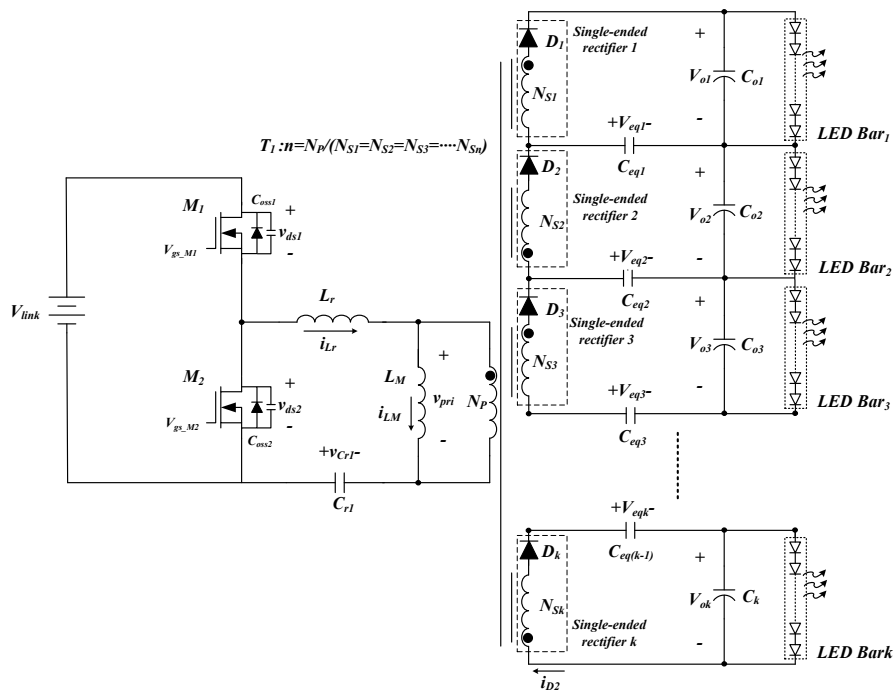 T1 :n=NP/(NS1=NS2=NS3=····NSn)
Vlink
M1
Coss1
+
vds1
-
Vgs_M1
M2
+
vds2
-
Vgs_M2
Coss2
Lr
iLr
LM
iLM
+
vpri
-
NP
+vCr1-
Cr1
D1
Single-ended
rectifier 1
NS1
+Veq1-
Ceq1
+
Vo1
-
Co1
LED Bar1
D2
Single-ended
rectifier 2
NS2
+Veq2-
Ceq2
+
Vo2
-
Co2
LED Bar2
D3
Single-ended
rectifier 3
NS3
+Veq3-
Ceq3
+
Vo3
-
Co3
LED Bar3
+Veqk-
Ceq(k-1)
Dk
NSk
Single-ended
rectifier k
+
Vok
-
Ck
LED Bark
iD2